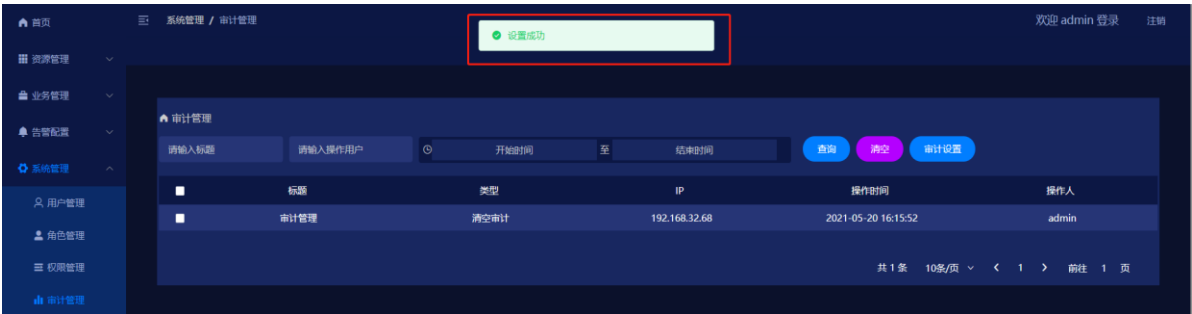 首页
系统管理 / 审计管理
设置成功
欢迎 admin 登录
注销
资源管理
业务管理
告警配置
系统管理
用户管理
角色管理
权限管理
审计管理
审计管理
请输入标题
请输入操作用户
开始时间
至
结束时间
查询
清空
审计设置
标题
类型
IP
操作时间
操作人
审计管理
清空审计
192.168.32.68
2021-05-20 16:15:52
admin
共 1 条
10条/页
1
前往 1 页